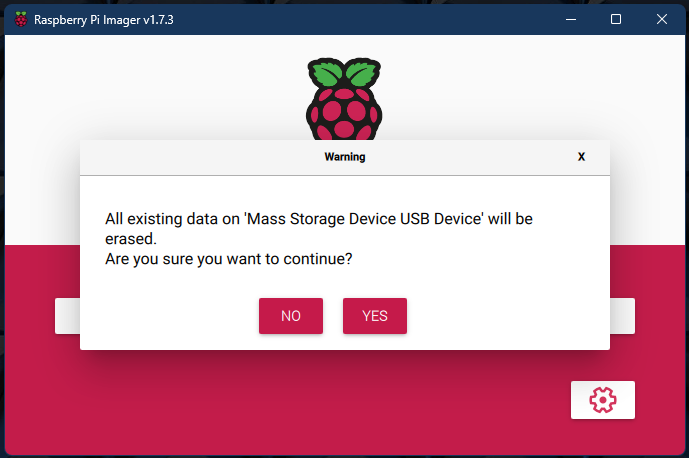 Raspberry Pi Imager v1.7.3
Warning
X
All existing data on 'Mass Storage Device USB Device' will be
erased.
Are you sure you want to continue?
NO YES